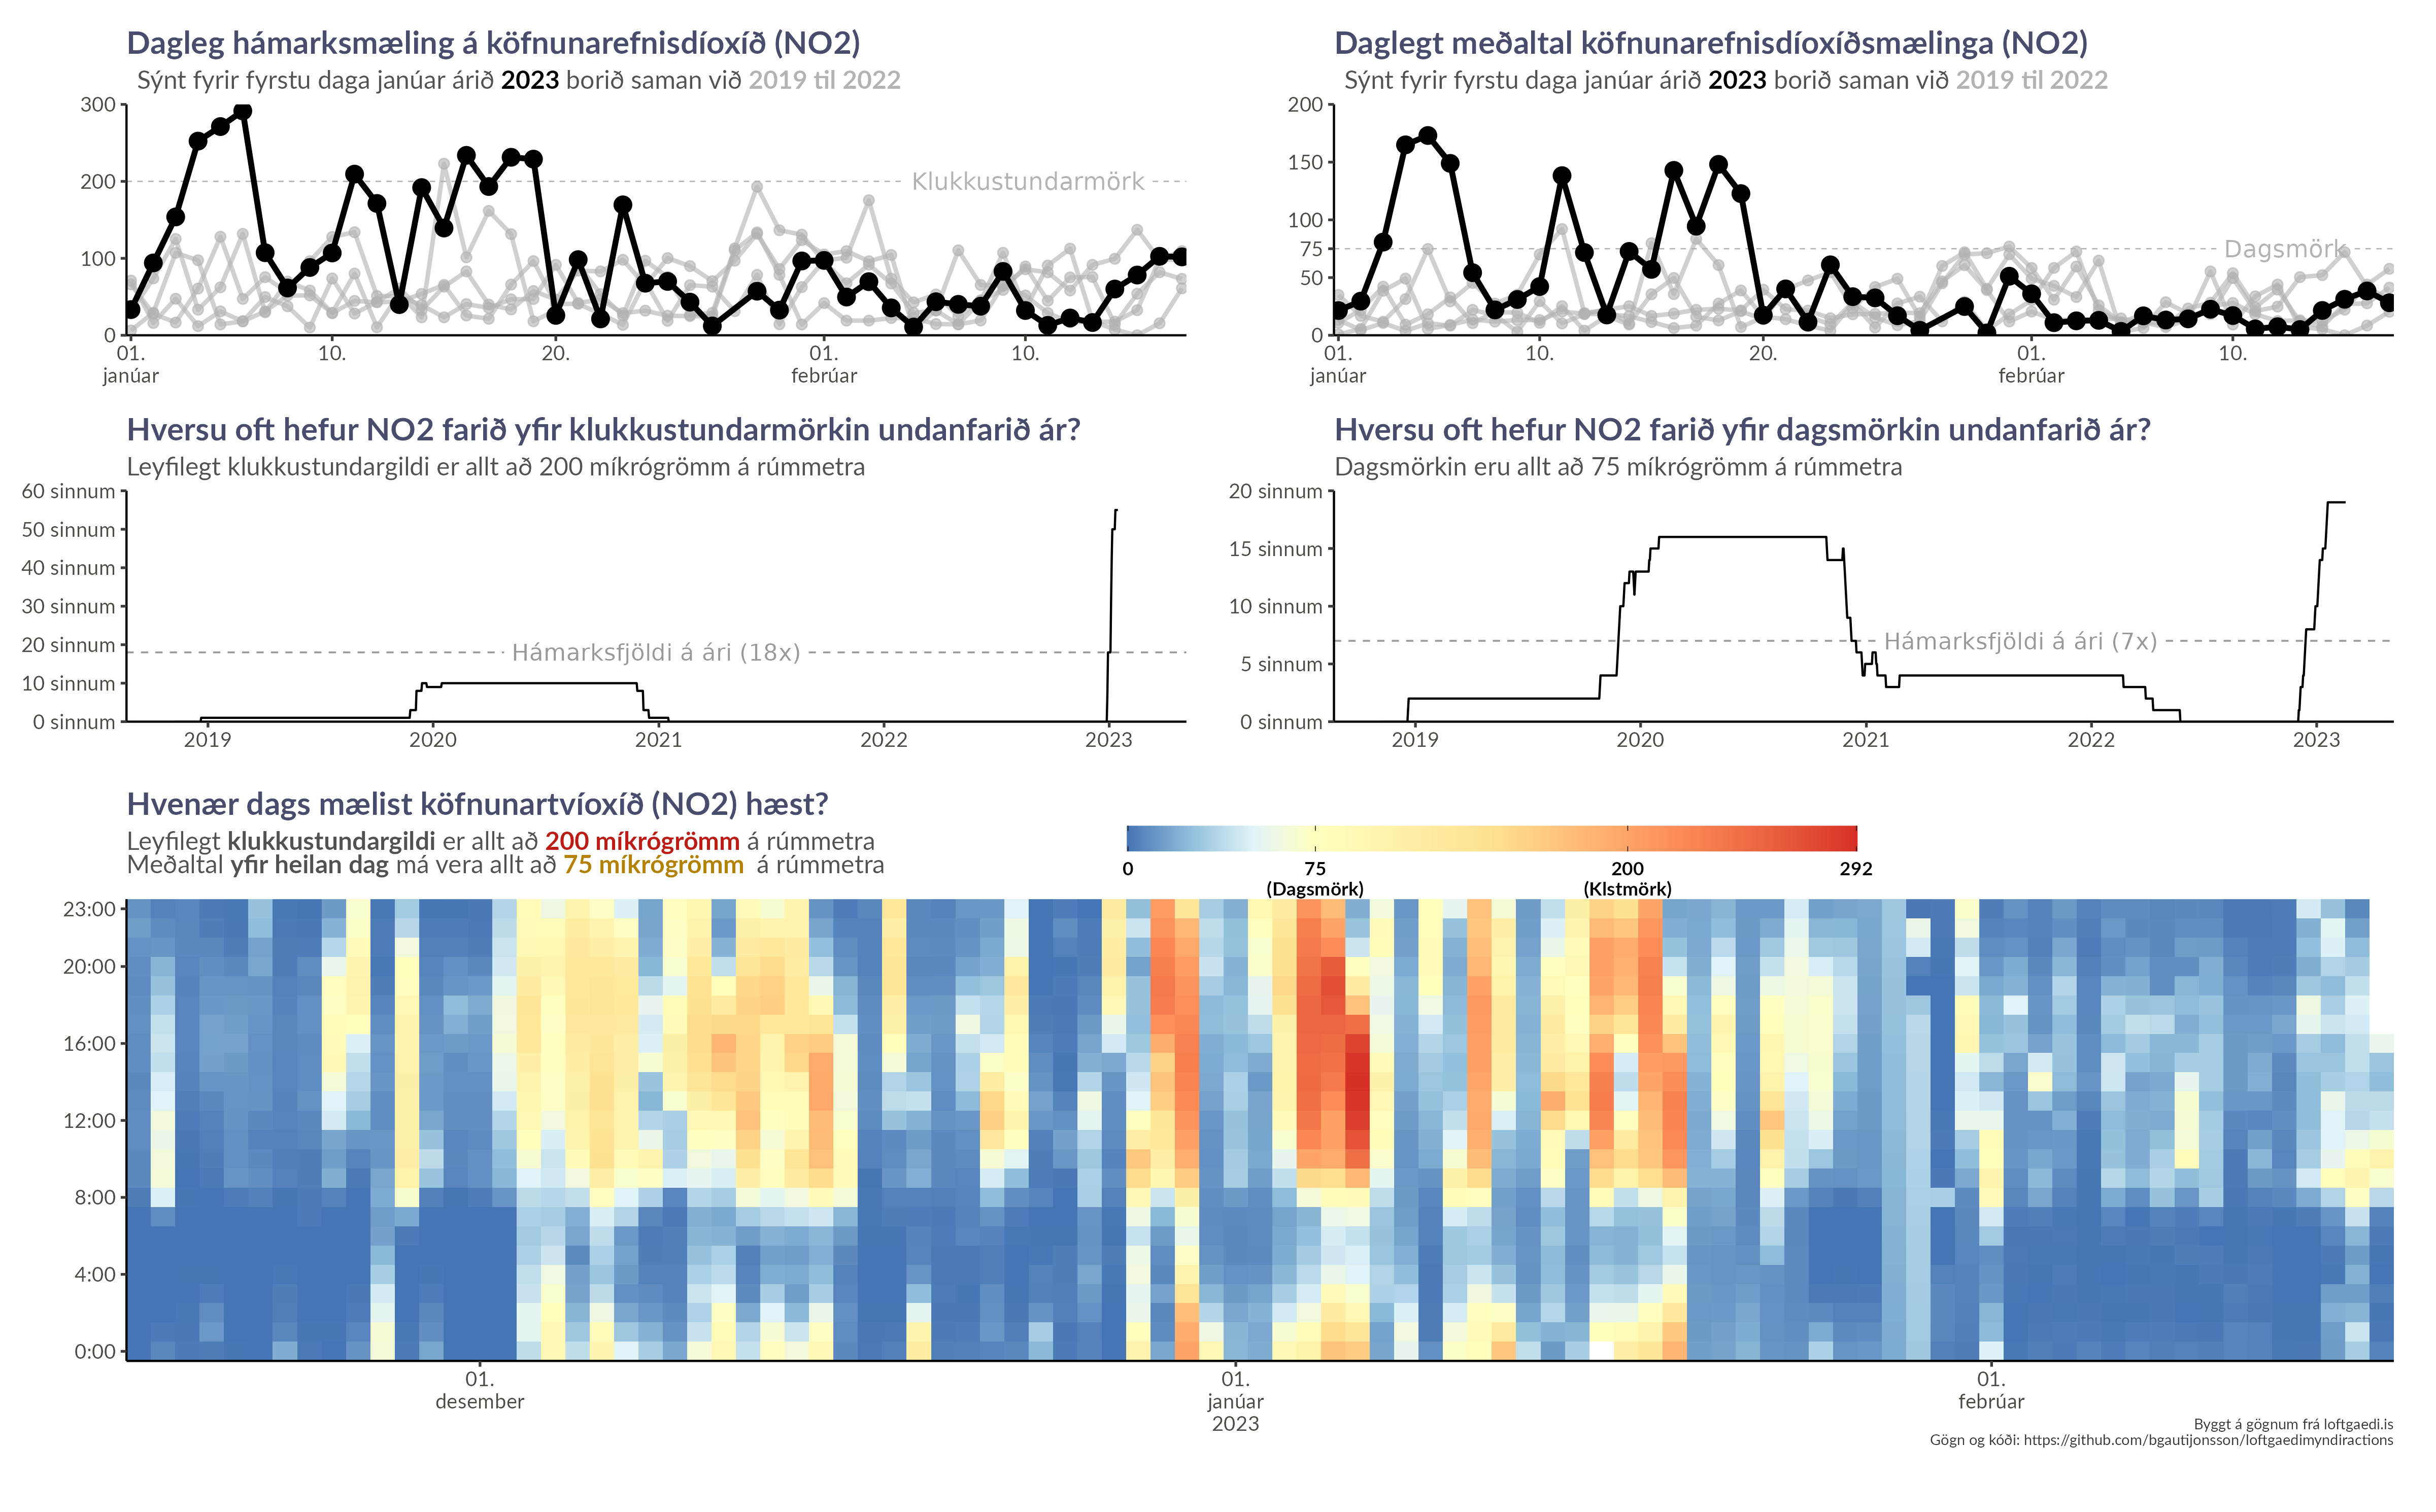 Dagleg hámarksmæling á köfnunarefnisdíoxíð (NO2)
Sýnt fyrir fyrstu daga janúar árið 2023 borið saman við 2019 til 2022
300
200
100
0
Klukkustundarmörk
01. 10. 20. 01. 10.
janúar febrúar
Daglegt meðaltal köfnunarefnisdíoxíðsmælinga (NO2)
Sýnt fyrir fyrstu daga janúar árið 2023 borið saman við 2019 til 2022
200
150
100
75
50
0
Dagsmörk
01. 10. 20. 01. 10.
janúar febrúar
Hversu oft hefur NO2 farið yfir klukkustundarmörkin undanfarið ár?
Leyfilegt klukkustundargildi er allt að 200 míkrógrömm á rúmmetra
60 sinnum
50 sinnum
40 sinnum
30 sinnum
20 sinnum
10 sinnum
0 sinnum
Hámarksfjöldi á ári (18x)
2019 2020 2021 2022 2023
Hversu oft hefur NO2 farið yfir dagsmörkin undanfarið ár?
Dagsmörkin eru allt að 75 míkrógrömm á rúmmetra
20 sinnum
15 sinnum
10 sinnum
5 sinnum
0 sinnum
Hámarksfjöldi á ári (7x)
2019 2020 2021 2022 2023
Hvenær dags mælist köfnunartvíoxíð (NO2) hæst?
Leyfilegt klukkustundargildi er allt að 200 míkrógrömm á rúmmetra
Meðaltal yfir heilan dag má vera allt að 75 míkrógrömm á rúmmetra
0 75 200 292
(Dagsmörk) (Klstmörk)
23:00
20:00
16:00
12:00
8:00
4:00
0:00
01. 01. 01.
desember janúar febrúar
2023
Byggt á gögnum frá loftgaedi.is
Gögn og kóði: https://github.com/bgautijonsson/loftgaedimyndiractions